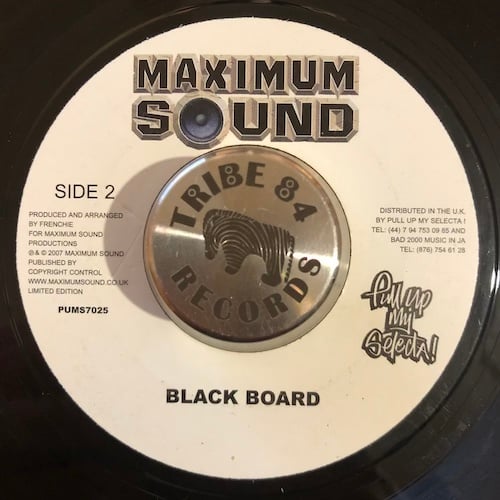 MAXIMUM
SOUND
TRIBE 84
RECORDS
SIDE 2
PRODUCED AND ARRANGED
BY FRENCHIE
FOR MAXIMUM SOUND
PRODUCTIONS
℗ & © 2007 MAXIMUM SOUND
PUBLISHED BY
COPYRIGHT CONTROL
WWW.MAXIMUMSOUND.CO.UK
LIMITED EDITION
PUMS7025
DISTRIBUTED IN THE U.K.
BY PULL UP MY SELECTA !
TEL: (44) 7 94 753 09 65 AND
BAD 2000 MUSIC IN JA
TEL: (876) 754 61 28
Pull up
my
Selecta!
BLACK BOARD